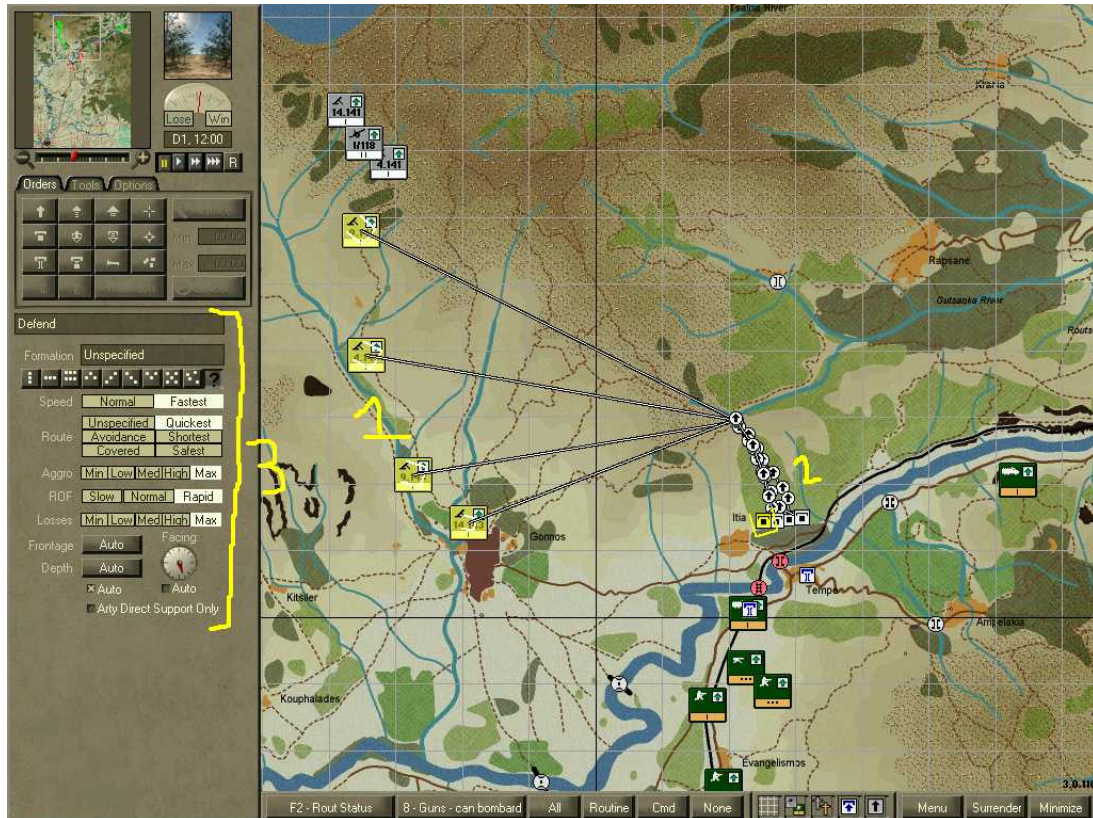 Tsaina River
Lose Win
D1, 12:00
R
Orders Tools Options
Defend
Formation Unspecified
?
Speed Normal Fastest
Route Unspecified Quickest
Avoidance Shortest
Covered Safest
Aggro Min Low Med High Max
ROF Slow Normal Rapid
Losses Min Low Med High Max
Frontage Auto
Facing:
Depth Auto
Auto Auto
Arty Direct Support Only
3
14.141
I/118
4.141
1
2
Rapsane
Gutsanka River
Itia
Gonnos
Tempe
Kitsiler
Kouphalades
Evangelismos
F2 - Rout Status
8 - Guns - can bombard
All
Routine
Cmd
None
Menu
Surrender
Minimize